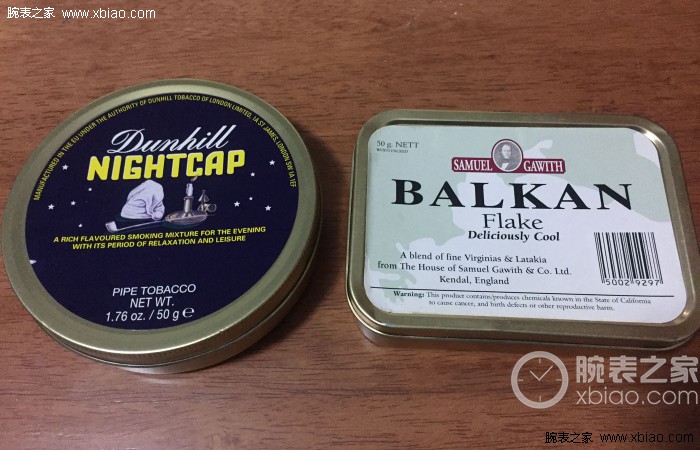 腕表之家 www.xbiao.com
MANUFACTURED IN THE EU UNDER THE AUTHORITY OF DUNHILL TOBACCO OF LONDON LIMITED, 1A ST JAMES, LONDON SW1A 1EF
Dunhill
NIGHTCAP
A RICH FLAVOURED SMOKING MIXTURE FOR THE EVENING
WITH ITS PERIOD OF RELAXATION AND LEISURE
PIPE TOBACCO
NET WT.
1.76 oz. / 50 g ℮
50 g. NETT
WHEN PACKED
SAMUEL GAWITH
BALKAN
Flake
Deliciously Cool
A blend of fine Virginias & Latakia
from The House of Samuel Gawith & Co. Ltd.
Kendal, England
5002 9297
Warning: This product contains/produces chemicals known in the State of California
to cause cancer, and birth defects or other reproductive harm.
腕表之家
xbiao.com
腕表之家 www.xbiao.com